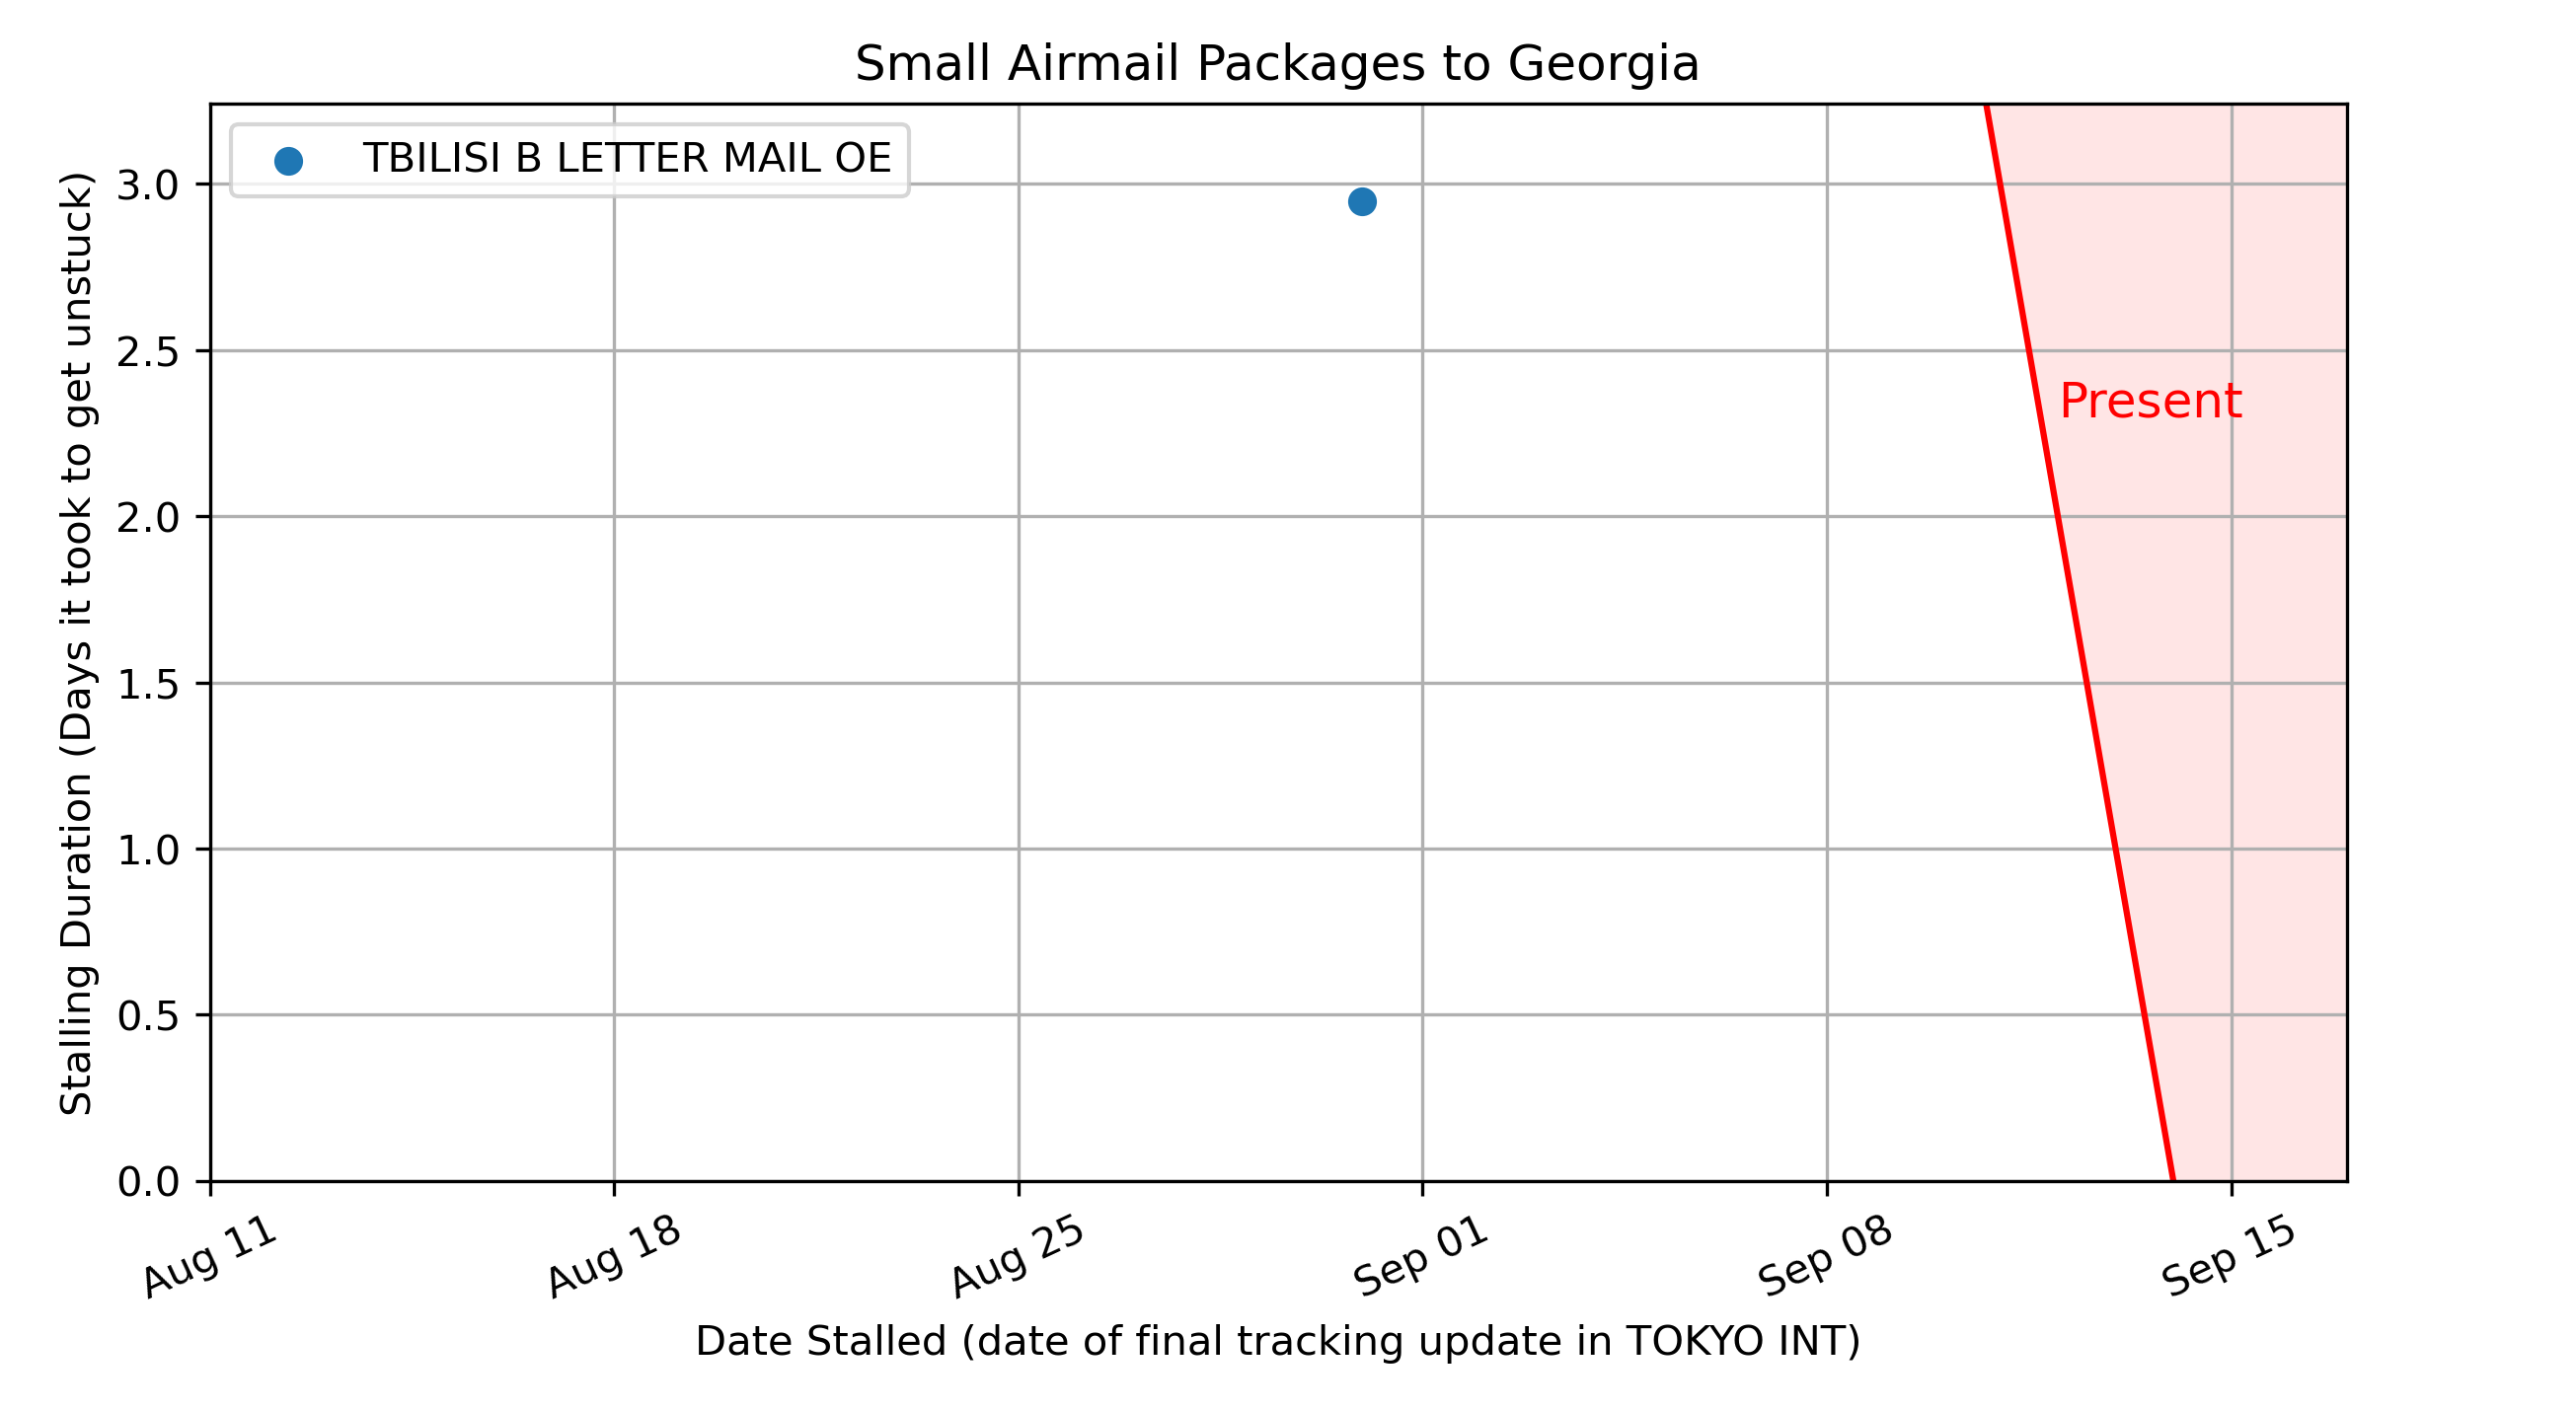 Small Airmail Packages to Georgia
TBILISI B LETTER MAIL OE
Present
Stalling Duration (Days it took to get unstuck)
3.0
2.5
2.0
1.5
1.0
0.5
0.0
Aug 11
Aug 18
Aug 25
Sep 01
Sep 08
Sep 15
Date Stalled (date of final tracking update in TOKYO INT)